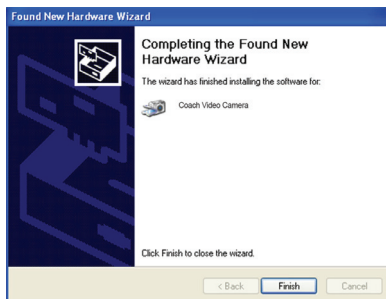 Found New Hardware Wizard
Completing the Found New
Hardware Wizard
The wizard has finished installing the software for:
Coach Video Camera
Click Finish to close the wizard.
< Back
Finish
Cancel